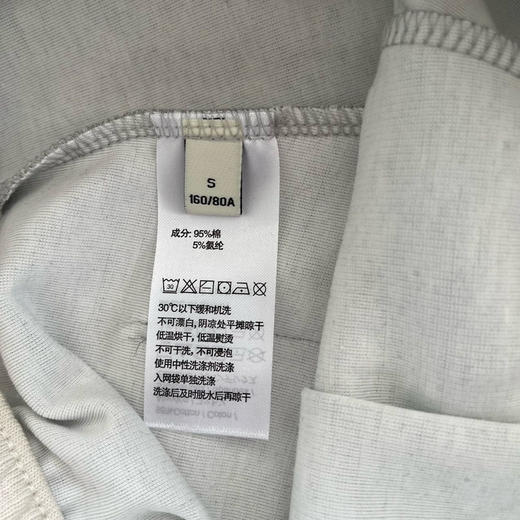 S
160/80A
成分: 95%棉
5%氨纶
30
30℃以下缓和机洗
不可漂白, 阴凉处平摊晾干
低温烘干, 低温熨烫
不可干洗, 不可浸泡
使用中性洗涤剂洗涤
入网袋单独洗涤
洗涤后及时脱水后再晾干